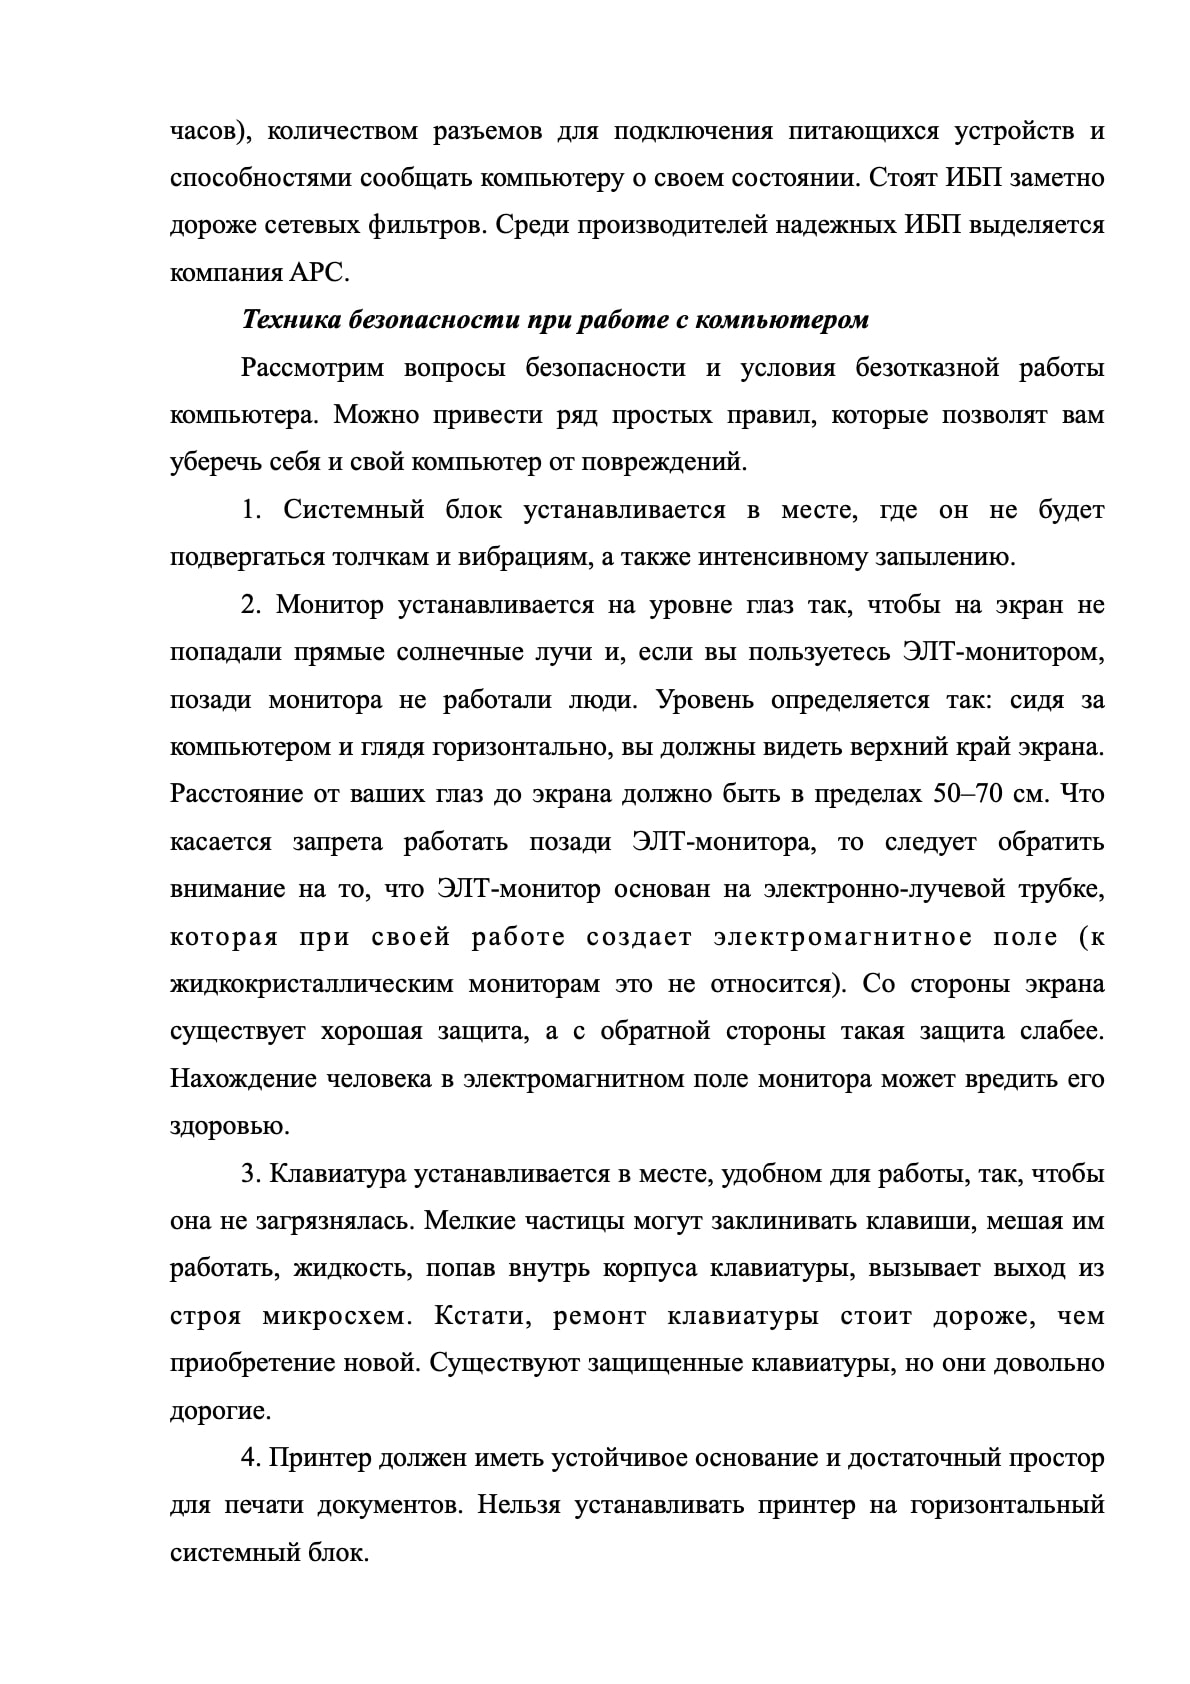 часов), количеством разъемов для подключения питающихся устройств и
способностями сообщать компьютеру о своем состоянии. Стоят ИБП заметно
дороже сетевых фильтров. Среди производителей надежных ИБП выделяется
компания APC.
Техника безопасности при работе с компьютером
Рассмотрим вопросы безопасности и условия безотказной работы
компьютера. Можно привести ряд простых правил, которые позволят вам
уберечь себя и свой компьютер от повреждений.
1. Системный блок устанавливается в месте, где он не будет
подвергаться толчкам и вибрациям, а также интенсивному запылению.
2. Монитор устанавливается на уровне глаз так, чтобы на экран не
попадали прямые солнечные лучи и, если вы пользуетесь ЭЛТ-монитором,
позади монитора не работали люди. Уровень определяется так: сидя за
компьютером и глядя горизонтально, вы должны видеть верхний край экрана.
Расстояние от ваших глаз до экрана должно быть в пределах 50–70 см. Что
касается запрета работать позади ЭЛТ-монитора, то следует обратить
внимание на то, что ЭЛТ-монитор основан на электронно-лучевой трубке,
которая при своей работе создает электромагнитное поле (к
жидкокристаллическим мониторам это не относится). Со стороны экрана
существует хорошая защита, а с обратной стороны такая защита слабее.
Нахождение человека в электромагнитном поле монитора может вредить его
здоровью.
3. Клавиатура устанавливается в месте, удобном для работы, так, чтобы
она не загрязнялась. Мелкие частицы могут заклинивать клавиши, мешая им
работать, жидкость, попав внутрь корпуса клавиатуры, вызывает выход из
строя микросхем. Кстати, ремонт клавиатуры стоит дороже, чем
приобретение новой. Существуют защищенные клавиатуры, но они довольно
дорогие.
4. Принтер должен иметь устойчивое основание и достаточный простор
для печати документов. Нельзя устанавливать принтер на горизонтальный
системный блок.